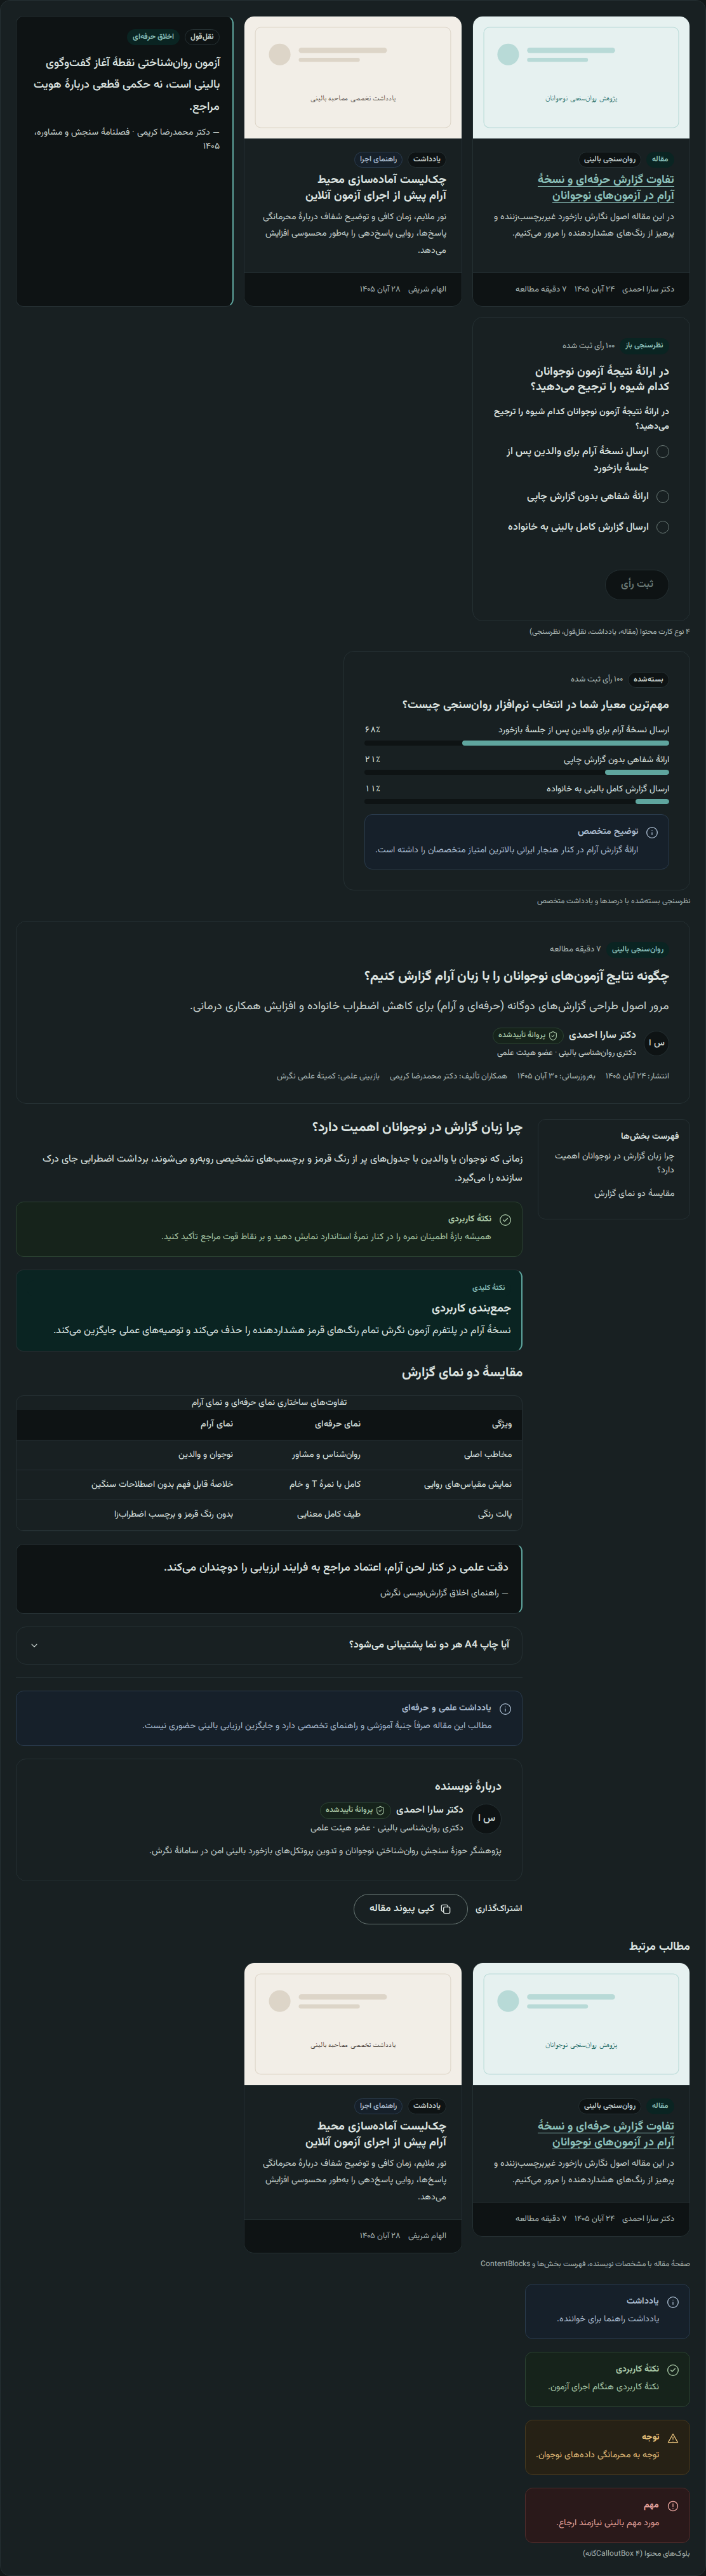 پژوهش روان‌سنجی نوجوانان
مقاله
روان‌سنجی بالینی
تفاوت گزارش حرفه‌ای و نسخهٔ
آرام در آزمون‌های نوجوانان
در این مقاله اصول نگارش بازخورد غیربرچسب‌زننده و
پرهیز از رنگ‌های هشداردهنده را مرور می‌کنیم.
دکتر سارا احمدی ۲۴ آبان ۱۴۰۵ ۷ دقیقه مطالعه
یادداشت تخصصی مصاحبه بالینی
یادداشت
راهنمای اجرا
چک‌لیست آماده‌سازی محیط
آرام پیش از اجرای آزمون آنلاین
نور ملایم، زمان کافی و توضیح شفاف دربارهٔ محرمانگی
پاسخ‌ها، روایی پاسخ‌دهی را به‌طور محسوسی افزایش
می‌دهد.
الهام شریفی ۲۸ آبان ۱۴۰۵
نقل‌قول
اخلاق حرفه‌ای
آزمون روان‌شناختی نقطهٔ آغاز گفت‌وگوی
بالینی است، نه حکمی قطعی دربارهٔ هویت
مراجع.
— دکتر محمدرضا کریمی · فصلنامهٔ سنجش و مشاوره،
۱۴۰۵
نظرسنجی باز
۱۰۰ رأی ثبت شده
در ارائهٔ نتیجهٔ آزمون نوجوانان
کدام شیوه را ترجیح می‌دهید؟
در ارائهٔ نتیجهٔ آزمون نوجوانان کدام شیوه را ترجیح
می‌دهید؟
ارسال نسخهٔ آرام برای والدین پس از
جلسهٔ بازخورد
ارائهٔ شفاهی بدون گزارش چاپی
ارسال گزارش کامل بالینی به خانواده
ثبت رأی
۴ نوع کارت محتوا (مقاله، یادداشت، نقل‌قول، نظرسنجی)
بسته‌شده
۱۰۰ رأی ثبت شده
مهم‌ترین معیار شما در انتخاب نرم‌افزار روان‌سنجی چیست؟
ارسال نسخهٔ آرام برای والدین پس از جلسهٔ بازخورد ۶۸٪
ارائهٔ شفاهی بدون گزارش چاپی ۲۱٪
ارسال گزارش کامل بالینی به خانواده ۱۱٪
توضیح متخصص
ارائهٔ گزارش آرام در کنار هنجار ایرانی بالاترین امتیاز متخصصان را داشته است.
نظرسنجی بسته‌شده با درصدها و یادداشت متخصص
روان‌سنجی بالینی
۷ دقیقه مطالعه
چگونه نتایج آزمون‌های نوجوانان را با زبان آرام گزارش کنیم؟
مرور اصول طراحی گزارش‌های دوگانه (حرفه‌ای و آرام) برای کاهش اضطراب خانواده و افزایش همکاری درمانی.
س ا
دکتر سارا احمدی
پروانهٔ تأییدشده
دکتری روان‌شناسی بالینی · عضو هیئت علمی
انتشار: ۲۴ آبان ۱۴۰۵ به‌روزرسانی: ۳۰ آبان ۱۴۰۵ همکاران تألیف: دکتر محمدرضا کریمی بازبینی علمی: کمیتهٔ علمی نگرش
فهرست بخش‌ها
چرا زبان گزارش در نوجوانان اهمیت
دارد؟
مقایسهٔ دو نمای گزارش
چرا زبان گزارش در نوجوانان اهمیت دارد؟
زمانی که نوجوان یا والدین با جدول‌های پر از رنگ قرمز و برچسب‌های تشخیصی روبه‌رو می‌شوند، برداشت اضطرابی جای درک
سازنده را می‌گیرد.
نکتهٔ کاربردی
همیشه بازهٔ اطمینان نمره را در کنار نمرهٔ استاندارد نمایش دهید و بر نقاط قوت مراجع تأکید کنید.
نکتهٔ کلیدی
جمع‌بندی کاربردی
نسخهٔ آرام در پلتفرم آزمون نگرش تمام رنگ‌های قرمز هشداردهنده را حذف می‌کند و توصیه‌های عملی جایگزین می‌کند.
مقایسهٔ دو نمای گزارش
تفاوت‌های ساختاری نمای حرفه‌ای و نمای آرام
ویژگی نمای حرفه‌ای نمای آرام
مخاطب اصلی روان‌شناس و مشاور نوجوان و والدین
نمایش مقیاس‌های روایی کامل با نمرهٔ T و خام خلاصهٔ قابل فهم بدون اصطلاحات سنگین
پالت رنگی طیف کامل معنایی بدون رنگ قرمز و برچسب اضطراب‌زا
دقت علمی در کنار لحن آرام، اعتماد مراجع به فرایند ارزیابی را دوچندان می‌کند.
— راهنمای اخلاق گزارش‌نویسی نگرش
آیا چاپ A4 هر دو نما پشتیبانی می‌شود؟
یادداشت علمی و حرفه‌ای
مطالب این مقاله صرفاً جنبهٔ آموزشی و راهنمای تخصصی دارد و جایگزین ارزیابی بالینی حضوری نیست.
دربارهٔ نویسنده
س ا
دکتر سارا احمدی
پروانهٔ تأییدشده
دکتری روان‌شناسی بالینی · عضو هیئت علمی
پژوهشگر حوزهٔ سنجش روان‌شناختی نوجوانان و تدوین پروتکل‌های بازخورد بالینی امن در سامانهٔ نگرش.
اشتراک‌گذاری
کپی پیوند مقاله
مطالب مرتبط
پژوهش روان‌سنجی نوجوانان
مقاله
روان‌سنجی بالینی
تفاوت گزارش حرفه‌ای و نسخهٔ
آرام در آزمون‌های نوجوانان
در این مقاله اصول نگارش بازخورد غیربرچسب‌زننده و
پرهیز از رنگ‌های هشداردهنده را مرور می‌کنیم.
دکتر سارا احمدی ۲۴ آبان ۱۴۰۵ ۷ دقیقه مطالعه
یادداشت تخصصی مصاحبه بالینی
یادداشت
راهنمای اجرا
چک‌لیست آماده‌سازی محیط
آرام پیش از اجرای آزمون آنلاین
نور ملایم، زمان کافی و توضیح شفاف دربارهٔ محرمانگی
پاسخ‌ها، روایی پاسخ‌دهی را به‌طور محسوسی افزایش
می‌دهد.
الهام شریفی ۲۸ آبان ۱۴۰۵
صفحهٔ مقاله با مشخصات نویسنده، فهرست بخش‌ها و ContentBlocks
یادداشت
یادداشت راهنما برای خواننده.
نکتهٔ کاربردی
نکتهٔ کاربردی هنگام اجرای آزمون.
توجه
توجه به محرمانگی داده‌های نوجوان.
مهم
مورد مهم بالینی نیازمند ارجاع.
بلوک‌های محتوا (CalloutBox ۴گانه)